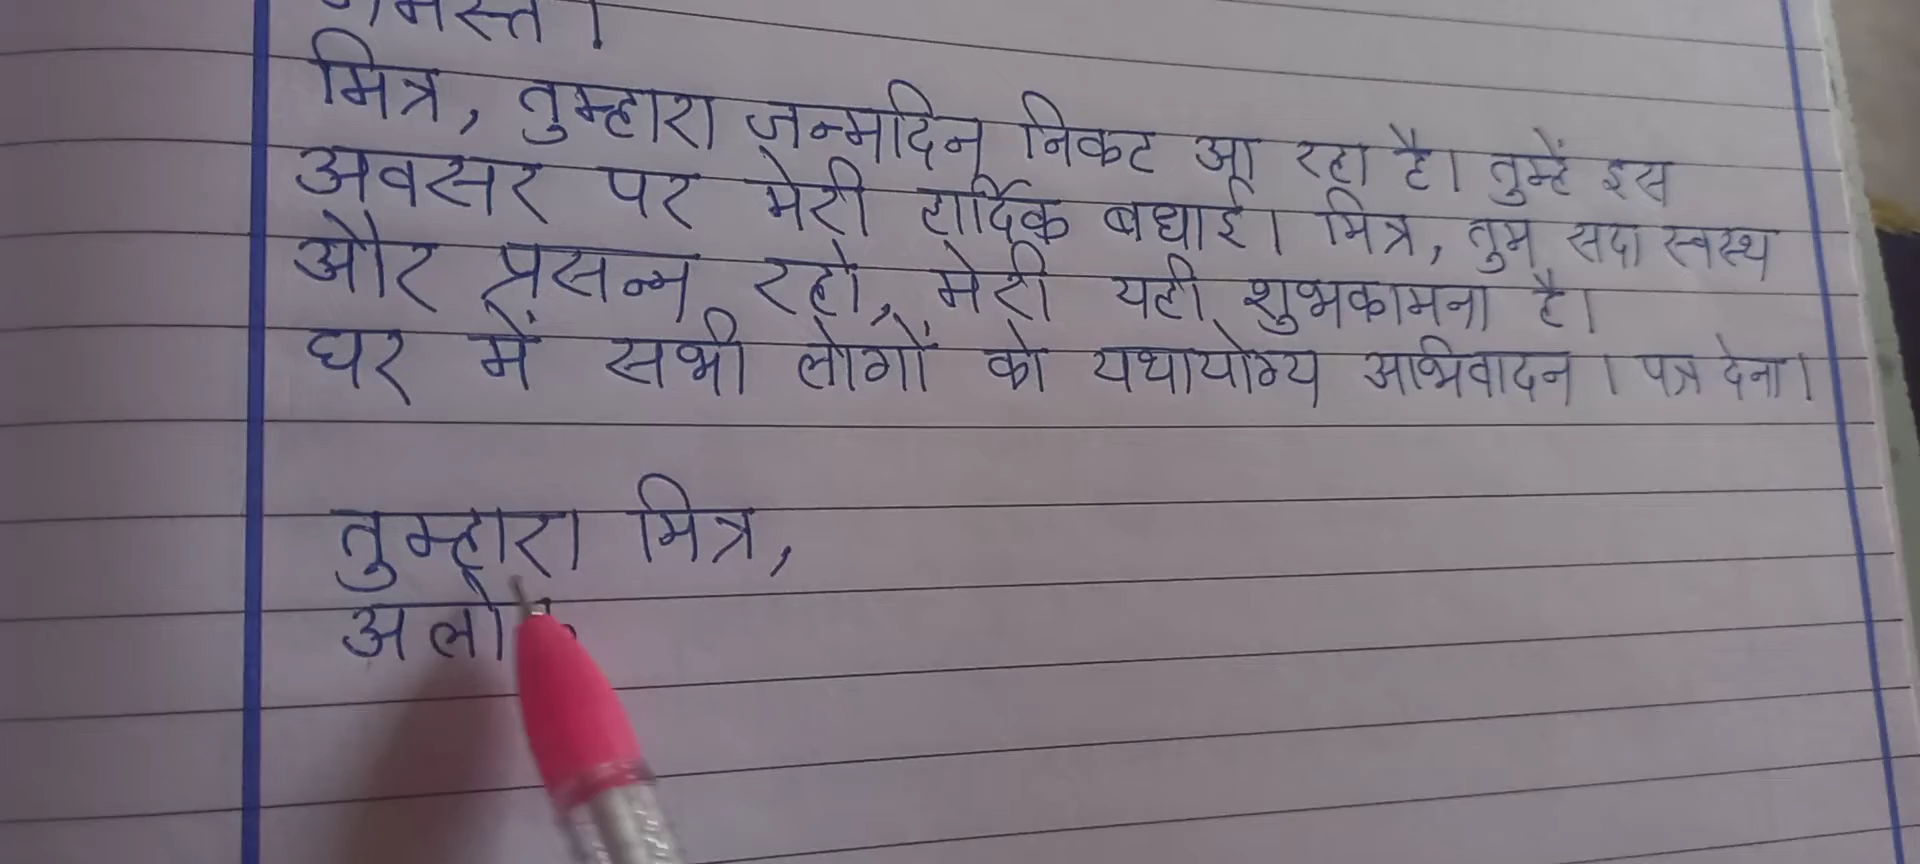 नमस्ते।
मित्र, तुम्हारा जन्मदिन निकट आ रहा है। तुम्हें इस
अवसर पर मेरी हार्दिक बधाई। मित्र, तुम सदा स्वस्थ
और प्रसन्न रहो, मेरी यही शुभकामना है।
घर में सभी लोगों को यथायोग्य अभिवादन। पत्र देना।
तुम्हारा मित्र,